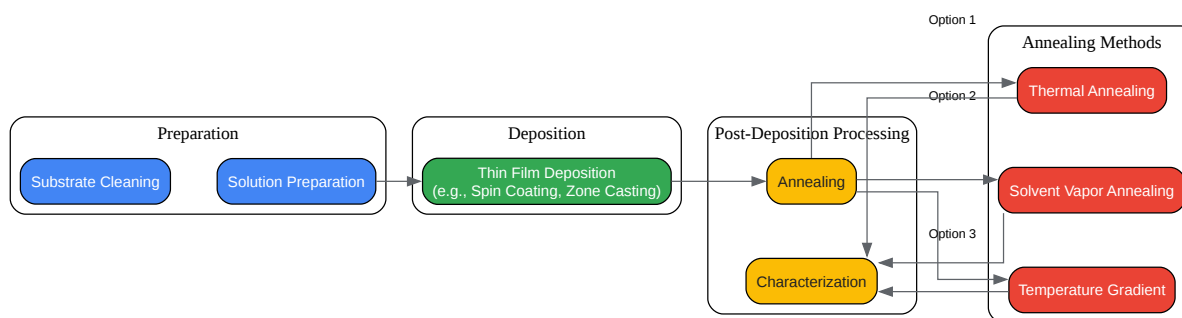 Option 1
Annealing Methods
Thermal Annealing
Option 2
Preparation
Deposition
Post-Deposition Processing
Substrate Cleaning
Solution Preparation
Thin Film Deposition
(e.g., Spin Coating, Zone Casting)
Annealing
Solvent Vapor Annealing
Option 3
Characterization
Temperature Gradient